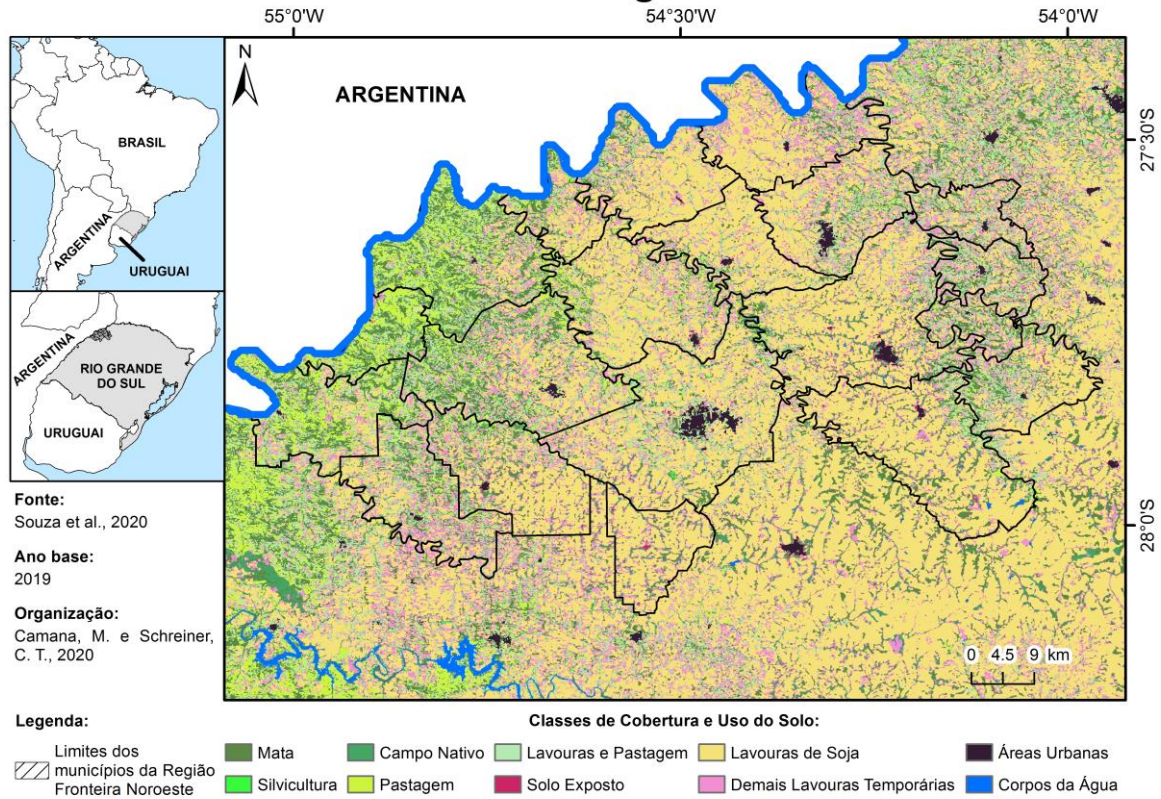 55°0'W
54°30'W
54°0'W
N
ARGENTINA
BRASIL
ARGENTINA
URUGUAI
27°30'S
ARGENTINA
RIO GRANDE
DO SUL
URUGUAI
28°0'S
0 4.5 9 km
Fonte:
Souza et al., 2020
Ano base:
2019
Organização:
Camana, M. e Schreiner,
C. T., 2020
Legenda:
Limites dos
municípios da Região
Fronteira Noroeste
Classes de Cobertura e Uso do Solo:
Mata
Campo Nativo
Lavouras e Pastagem
Lavouras de Soja
Áreas Urbanas
Silvicultura
Pastagem
Solo Exposto
Demais Lavouras Temporárias
Corpos da Água